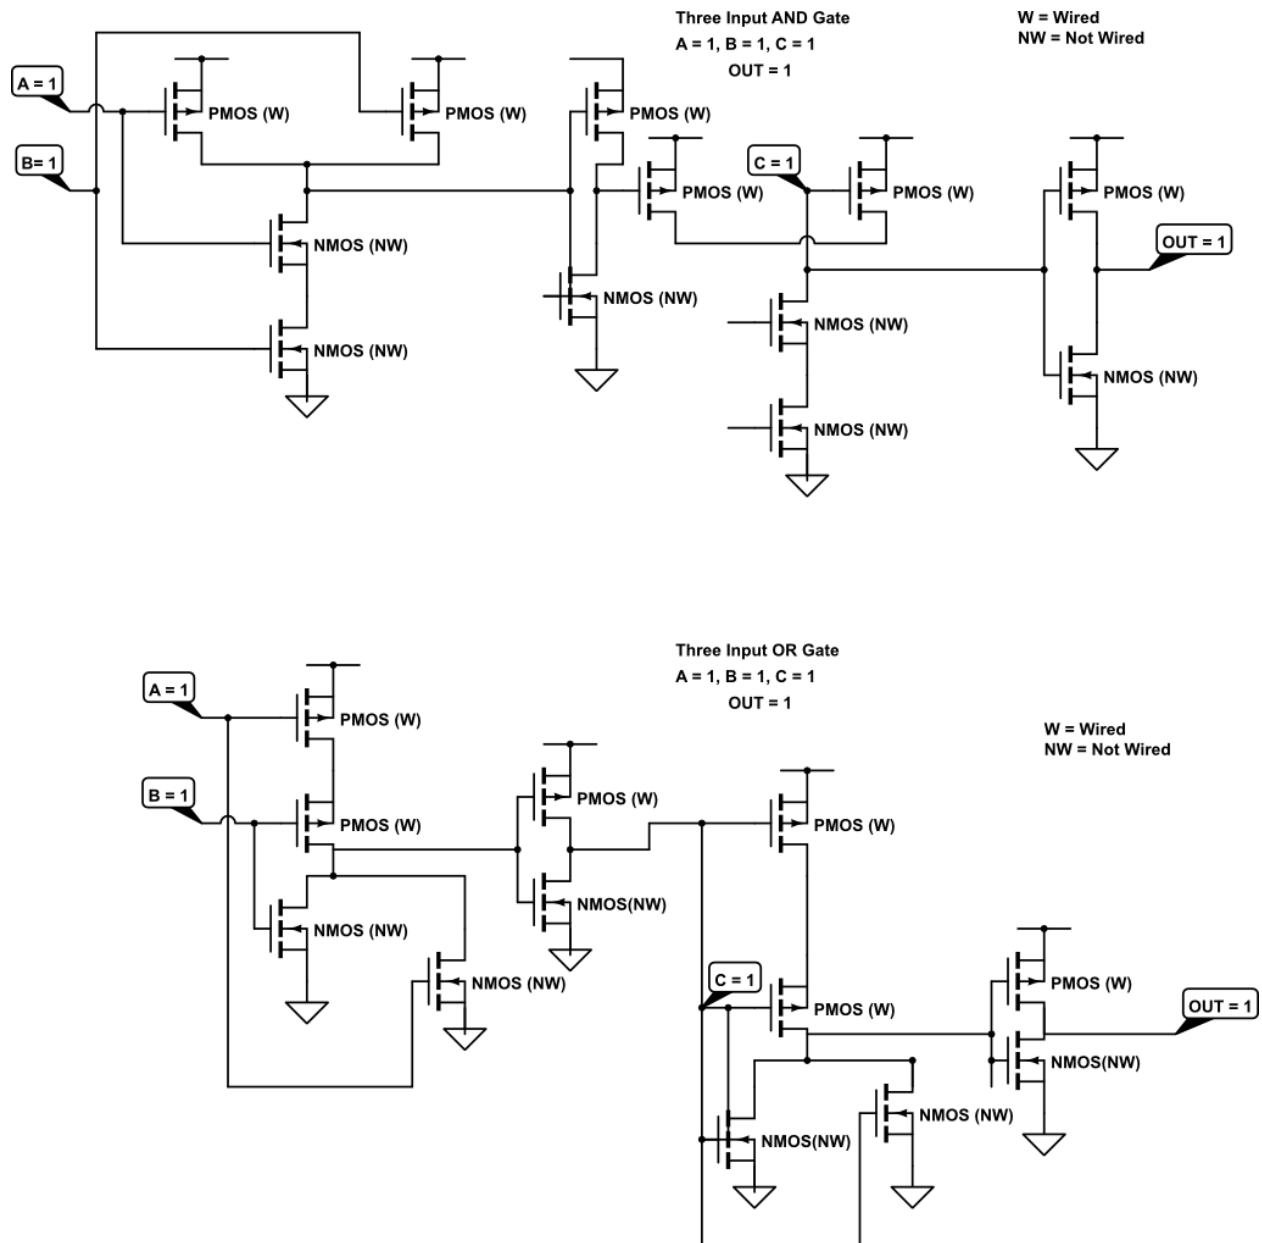 Three Input AND Gate
A = 1, B = 1, C = 1
OUT = 1
W = Wired
NW = Not Wired
A = 1
PMOS (W)
PMOS (W)
PMOS (W)
B= 1
PMOS (W)
C = 1
PMOS (W)
PMOS (W)
NMOS (NW)
OUT = 1
NMOS (NW)
NMOS (NW)
NMOS (NW)
NMOS (NW)
NMOS (NW)
Three Input OR Gate
A = 1, B = 1, C = 1
OUT = 1
W = Wired
NW = Not Wired
A = 1
PMOS (W)
B = 1
PMOS (W)
PMOS (W)
PMOS (W)
NMOS (NW)
NMOS(NW)
NMOS (NW)
C = 1
PMOS (W)
PMOS (W)
OUT = 1
NMOS(NW)
NMOS (NW)
NMOS(NW)